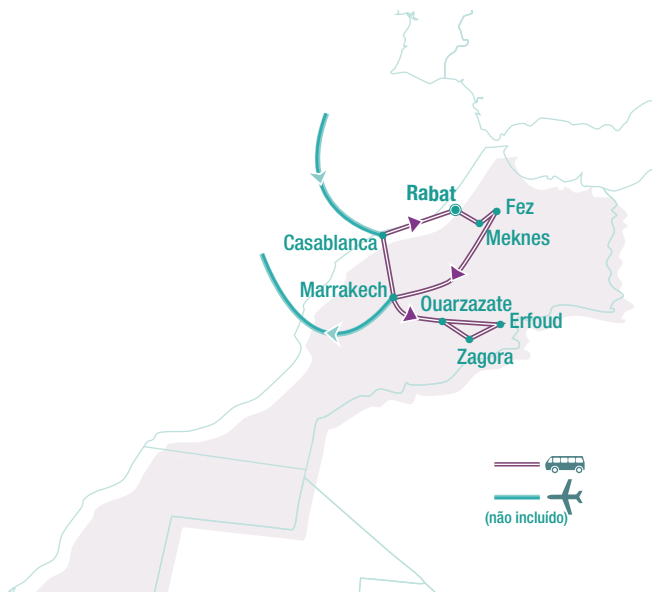 Rabat
Fez
Meknes
Casablanca
Marrakech
Ouarzazate
Erfoud
Zagora
(não incluído)